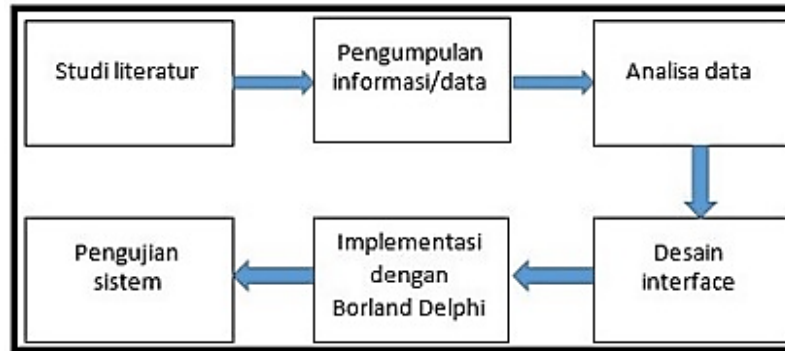 Studi literatur
Pengumpulan
informasi/data
Analisa data
Desain
interface
Implementasi
dengan
Borland Delphi
Pengujian
sistem